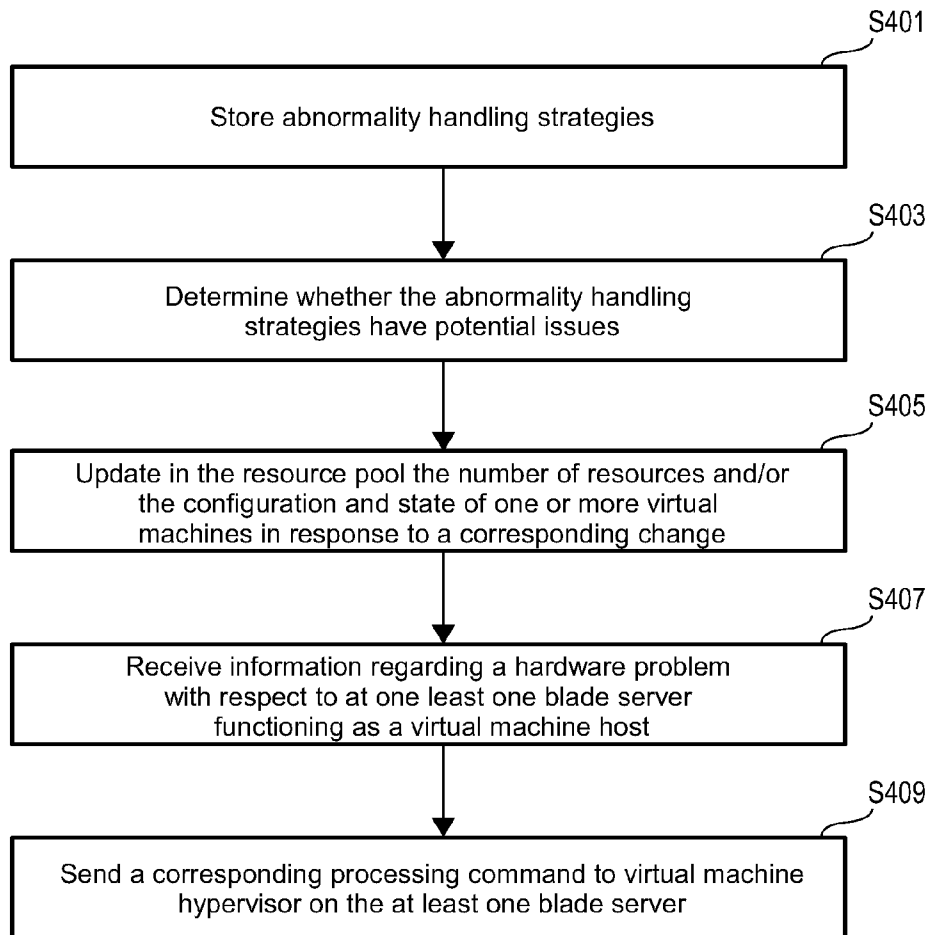 S401
Store abnormality handling strategies
S403
Determine whether the abnormality handling
strategies have potential issues
S405
Update in the resource pool the number of resources and/or
the configuration and state of one or more virtual
machines in response to a corresponding change
S407
Receive information regarding a hardware problem
with respect to at one least one blade server
functioning as a virtual machine host
S409
Send a corresponding processing command to virtual machine
hypervisor on the at least one blade server